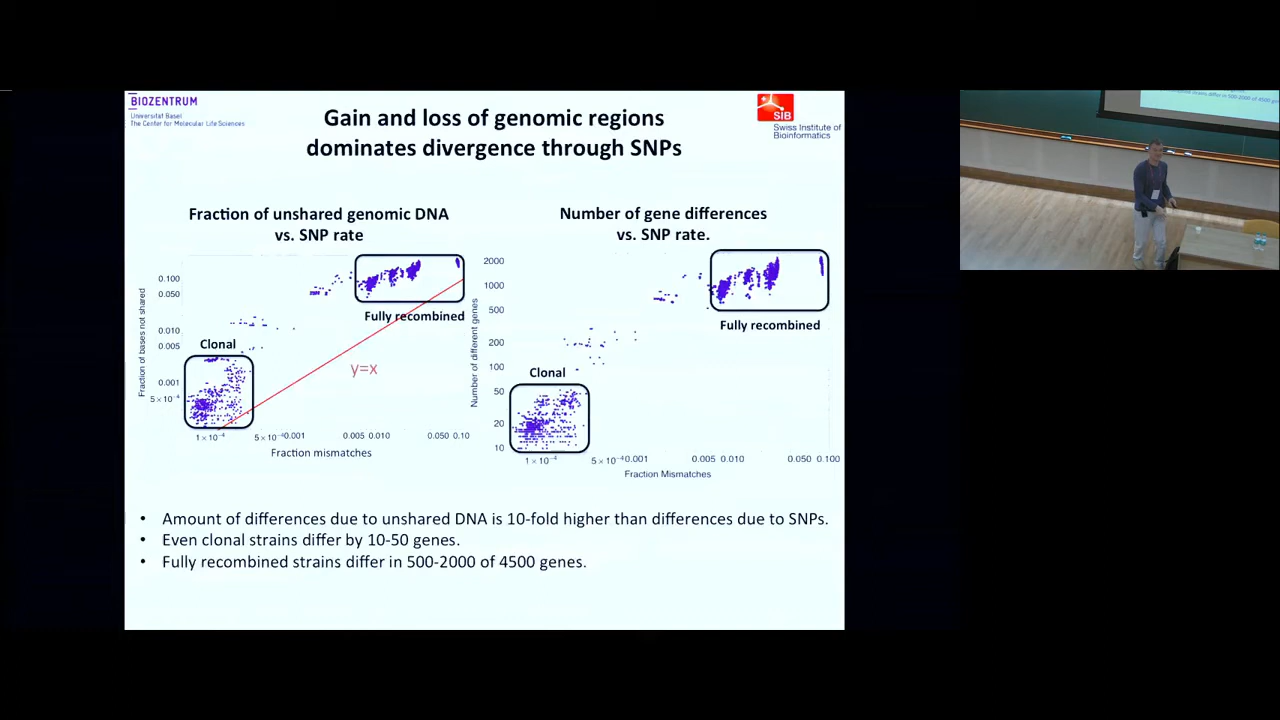 BIOZENTRUM
Universität Basel
The Center for Molecular Life Sciences
SIB
Swiss Institute of
Bioinformatics
Gain and loss of genomic regions
dominates divergence through SNPs
Fraction of unshared genomic DNA
vs. SNP rate
Fraction of bases not shared
0.100
0.050
0.010
0.005
0.001
5×10⁻⁴
Fully recombined
Clonal
y=x
1×10⁻⁴ 5×10⁻⁴ 0.001 0.005 0.010 0.050 0.10
Fraction mismatches
Number of gene differences
vs. SNP rate.
Number of different genes
2000
1000
500
200
100
50
20
10
Fully recombined
Clonal
1×10⁻⁴ 5×10⁻⁴ 0.001 0.005 0.010 0.050 0.100
Fraction Mismatches
• Amount of differences due to unshared DNA is 10-fold higher than differences due to SNPs.
• Even clonal strains differ by 10-50 genes.
• Fully recombined strains differ in 500-2000 of 4500 genes.